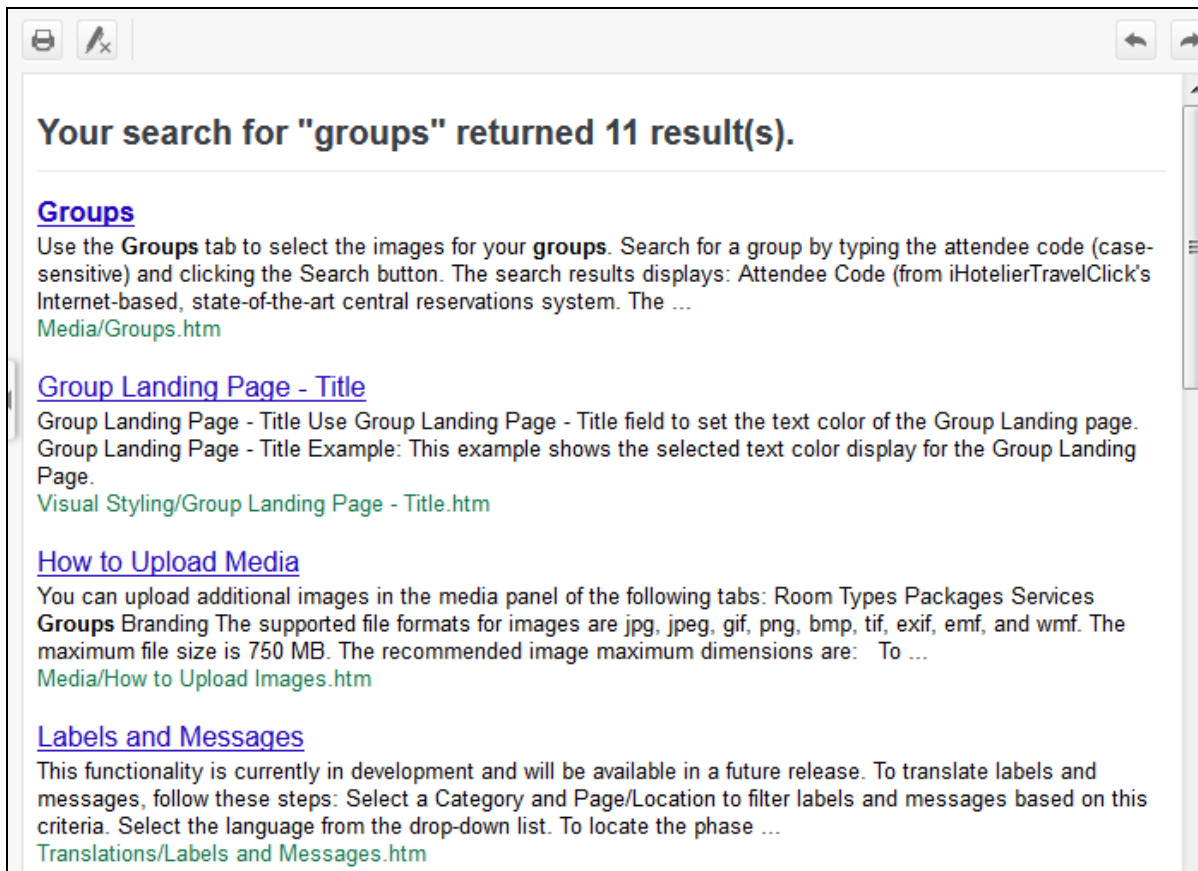 Your search for "groups" returned 11 result(s).
Groups
Use the Groups tab to select the images for your groups. Search for a group by typing the attendee code (case-
sensitive) and clicking the Search button. The search results displays: Attendee Code (from iHotelierTravelClick's
Internet-based, state-of-the-art central reservations system. The ...
Media/Groups.htm
Group Landing Page - Title
Group Landing Page - Title Use Group Landing Page - Title field to set the text color of the Group Landing page.
Group Landing Page - Title Example: This example shows the selected text color display for the Group Landing
Page.
Visual Styling/Group Landing Page - Title.htm
How to Upload Media
You can upload additional images in the media panel of the following tabs: Room Types Packages Services
Groups Branding The supported file formats for images are jpg, jpeg, gif, png, bmp, tif, exif, emf, and wmf. The
maximum file size is 750 MB. The recommended image maximum dimensions are:   To ...
Media/How to Upload Images.htm
Labels and Messages
This functionality is currently in development and will be available in a future release. To translate labels and
messages, follow these steps: Select a Category and Page/Location to filter labels and messages based on this
criteria. Select the language from the drop-down list. To locate the phase ...
Translations/Labels and Messages.htm